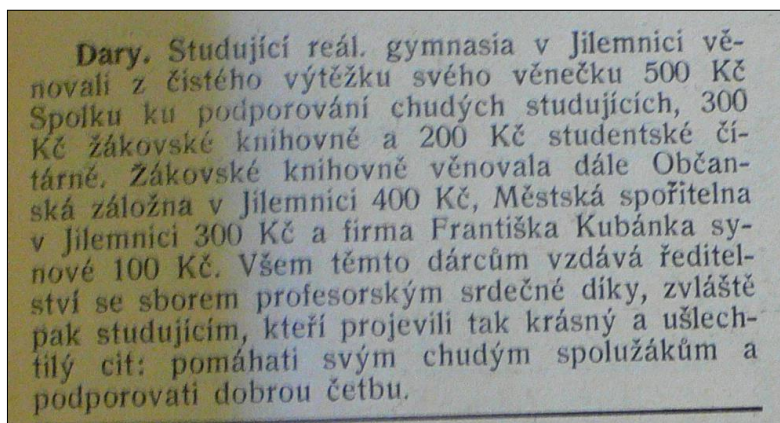 Dary. Studující reál. gymnasia v Jilemnici vě-
novali z čistého výtěžku svého věnečku 500 Kč
Spolku ku podporování chudých studujících, 300
Kč žákovské knihovně a 200 Kč studentské čí-
tárně. Žákovské knihovně věnovala dále Občan-
ská záložna v Jilemnici 400 Kč, Městská spořitelna
v Jilemnici 300 Kč a firma Františka Kubánka sy-
nové 100 Kč. Všem těmto dárcům vzdává ředitel-
ství se sborem profesorským srdečné díky, zvláště
pak studujícím, kteří projevili tak krásný a ušlech-
tilý cit: pomáhati svým chudým spolužákům a
podporovati dobrou četbu.